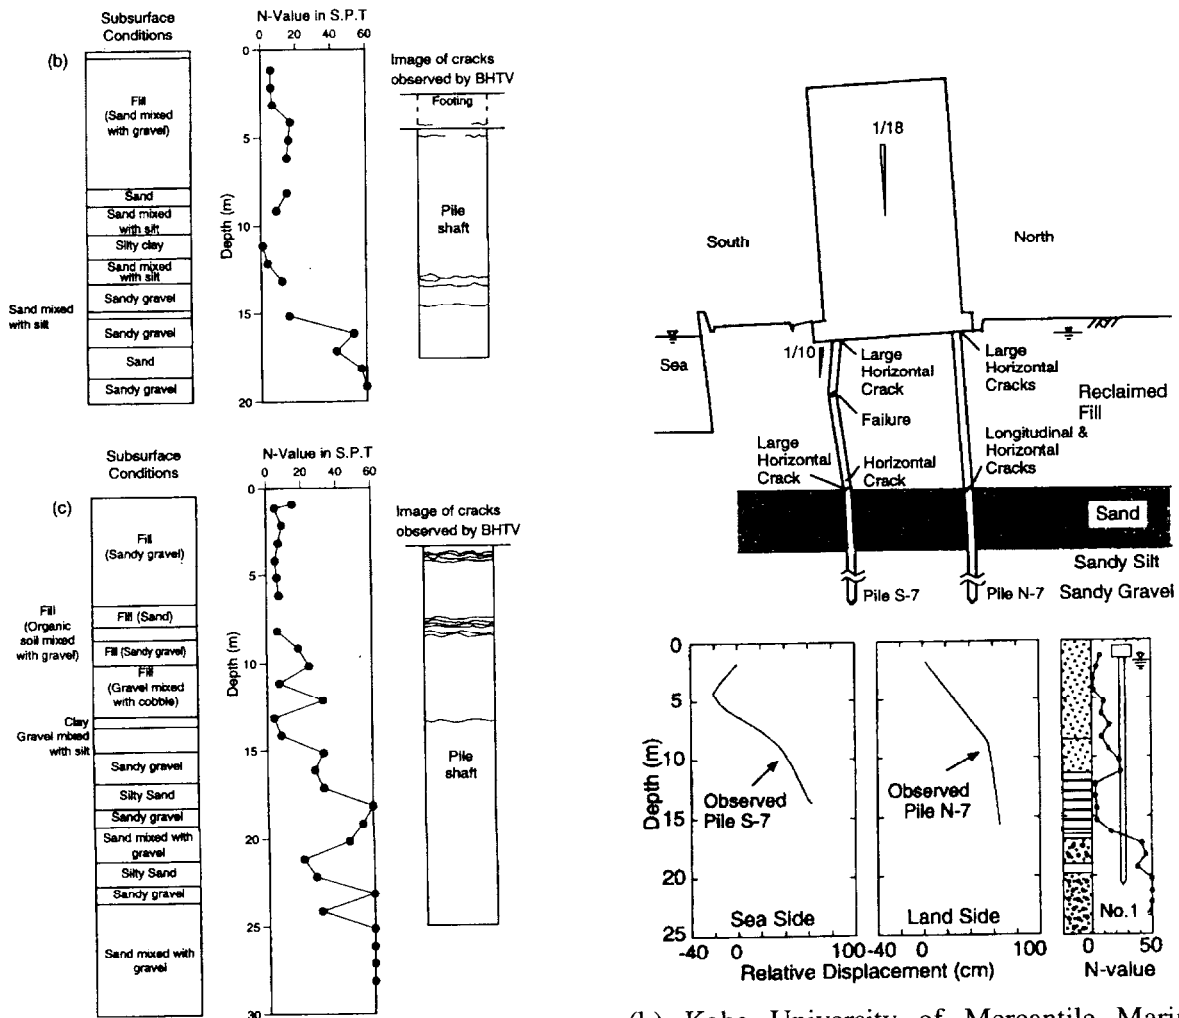 Subsurface
Conditions
N-Value in S.P.T
0 20 40 60
(b)
Image of cracks
observed by BHTV
Footing
Fill
(Sand mixed
with gravel)
Sand
Sand mixed
with silt
Silty clay
Sand mixed
with silt
Sandy gravel
Sand mixed
with silt
Sandy gravel
Sand
Sandy gravel
0
5
10
15
20
Depth (m)
Pile
shaft
Subsurface
Conditions
N-Value in S.P.T
0 20 40 60
(c)
Image of cracks
observed by BHTV
Fill
(Sandy gravel)
Fill
(Organic
soil mixed
with gravel)
Fill (Sand)
Fill (Sandy gravel)
Fill
(Gravel mixed
with cobble)
Clay
Gravel mixed
with silt
Sandy gravel
Silty Sand
Sandy gravel
Sand mixed with
gravel
Silty Sand
Sandy gravel
Sand mixed with
gravel
0
5
10
15
20
25
30
Depth (m)
Pile
shaft
1/18
South
North
Sea
1/10
Large
Horizontal
Crack
Large
Horizontal
Cracks
Reclaimed
Fill
Failure
Large
Horizontal
Crack
Horizontal
Crack
Longitudinal &
Horizontal
Cracks
Sand
Sandy Silt
Pile S-7
Pile N-7
Sandy Gravel
0
5
10
15
20
25
Depth (m)
Observed
Pile S-7
Sea Side
Observed
Pile N-7
Land Side
No.1
-40 0 100 -40 0 100 0 50
Relative Displacement (cm)
N-value
(b) Kobe University of Mercantile Marin